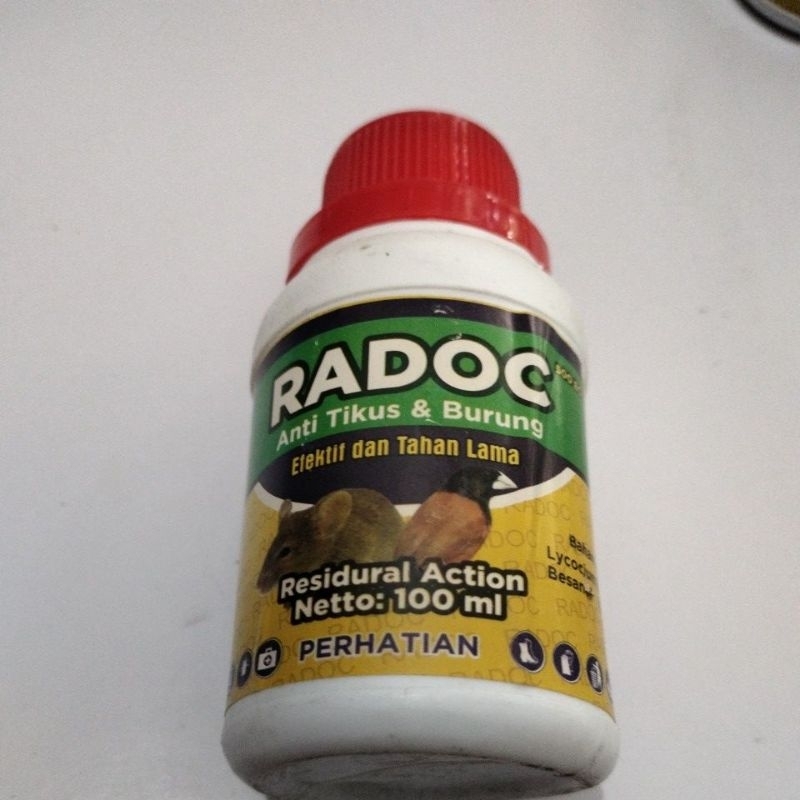 RADOC
Anti Tikus & Burung
Efektif dan Tahan Lama
Residural Action
Netto: 100 ml
PERHATIAN